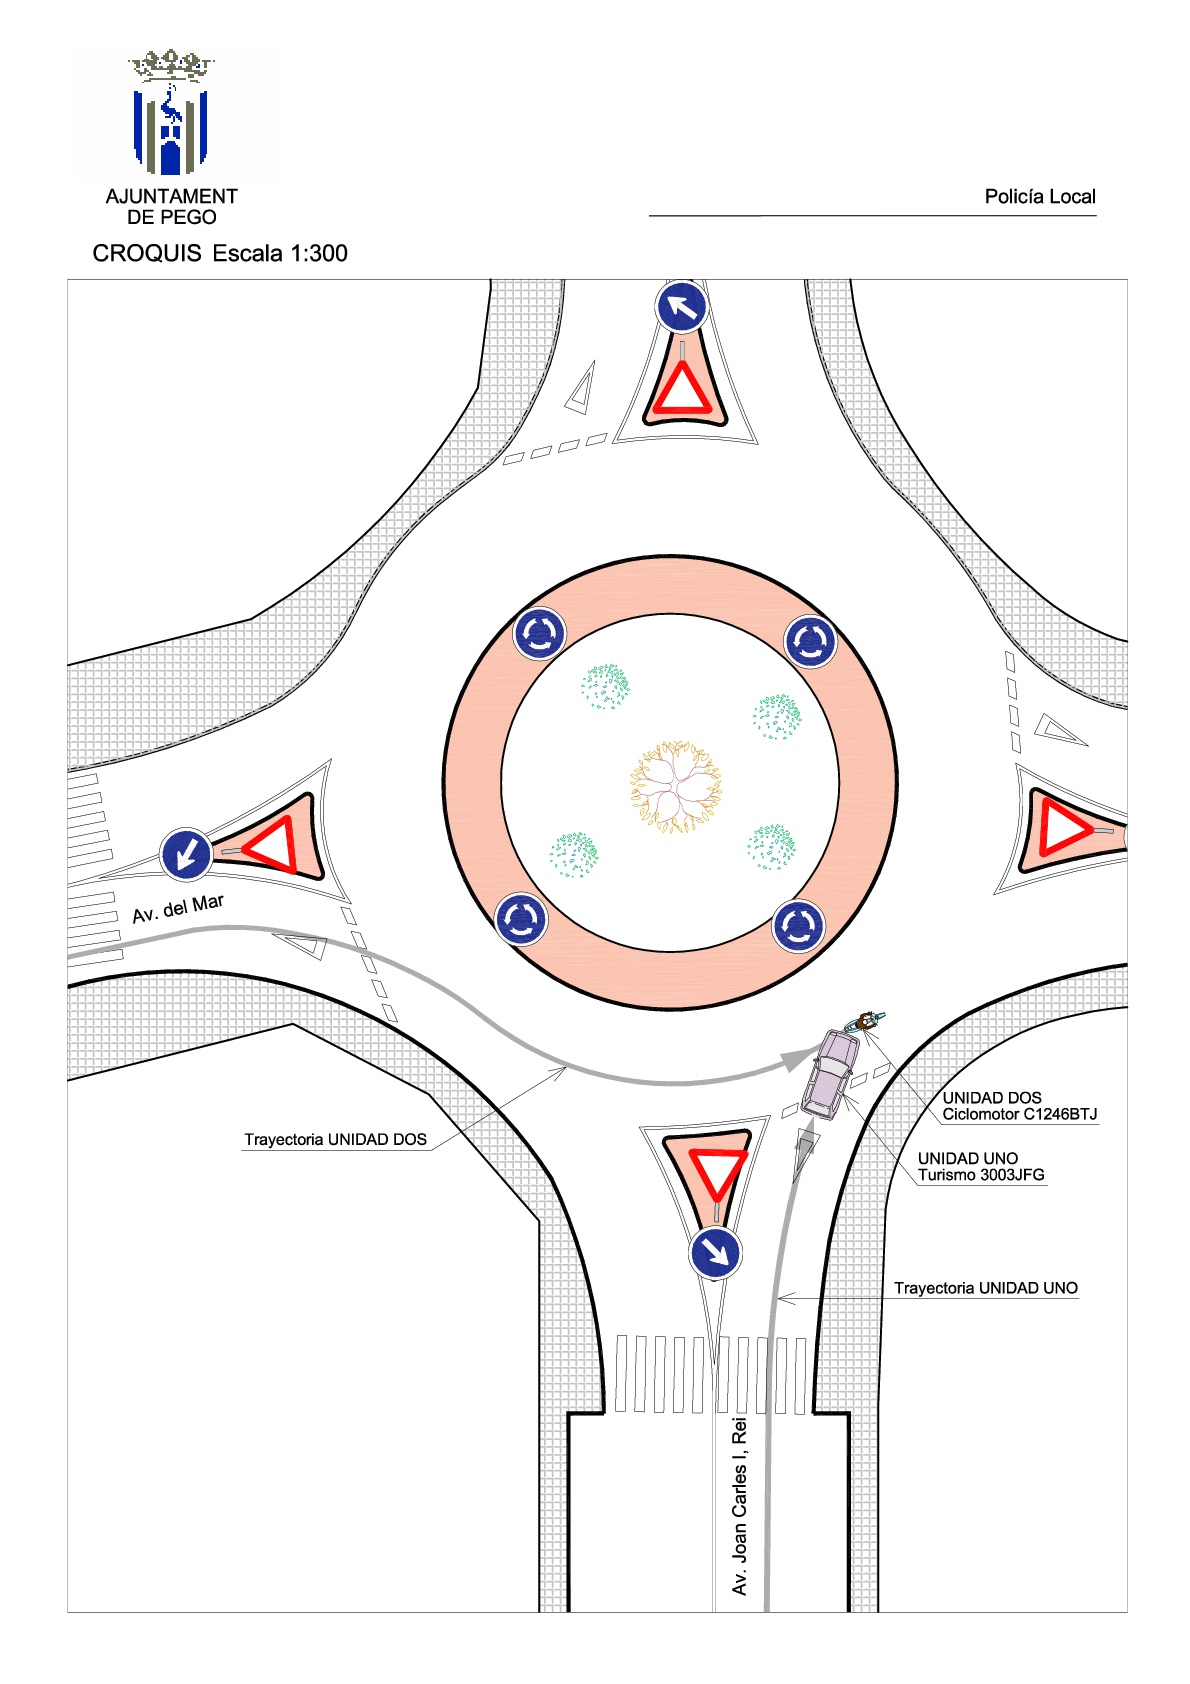 AJUNTAMENT
DE PEGO
Policía Local
CROQUIS Escala 1:300
Av. del Mar
UNIDAD DOS
Ciclomotor C1246BTJ
Trayectoria UNIDAD DOS
UNIDAD UNO
Turismo 3003JFG
Trayectoria UNIDAD UNO
Av. Joan Carles I, Rei